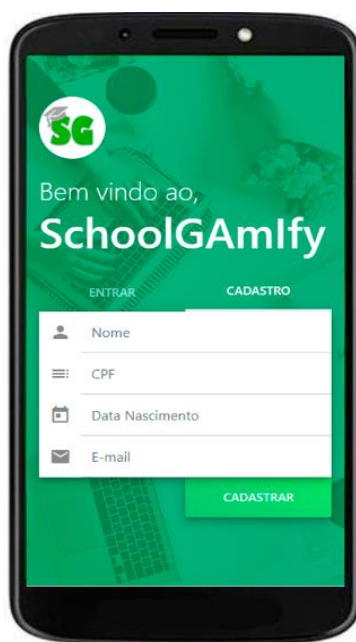 SG
Bem vindo ao,
SchoolGAmIfy
ENTRAR CADASTRO
Nome
CPF
Data Nascimento
E-mail
CADASTRAR